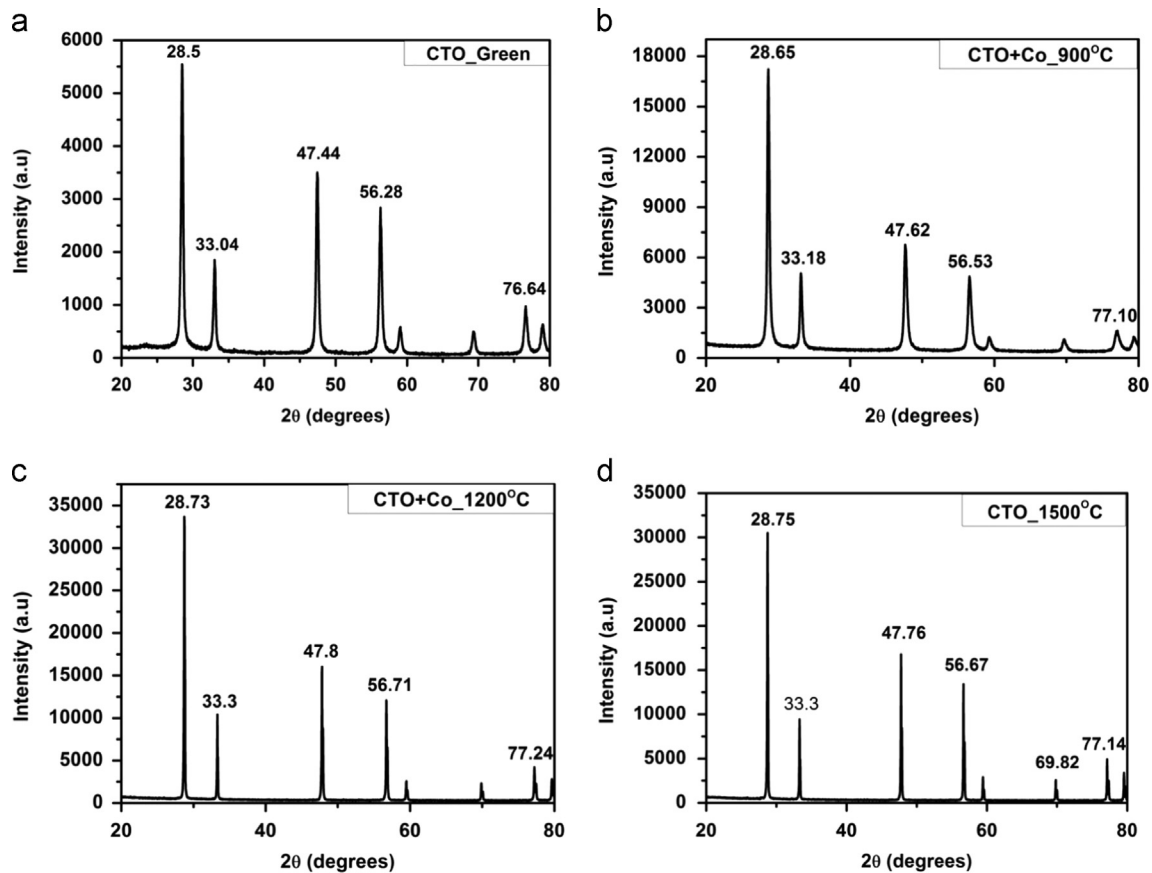 a
CTO_Green
6000
5000
4000
3000
2000
1000
0
Intensity (a.u)
28.5
33.04
47.44
56.28
76.64
20 30 40 50 60 70 80
2θ (degrees)
b
CTO+Co_900°C
18000
15000
12000
9000
6000
3000
0
Intensity (a.u)
28.65
33.18
47.62
56.53
77.10
20 40 60 80
2θ (degrees)
c
CTO+Co_1200°C
35000
30000
25000
20000
15000
10000
5000
0
Intensity (a.u)
28.73
33.3
47.8
56.71
77.24
20 40 60 80
2θ (degrees)
d
CTO_1500°C
35000
30000
25000
20000
15000
10000
5000
0
Intensity (a.u)
28.75
33.3
47.76
56.67
69.82
77.14
20 40 60 80
2θ (degrees)